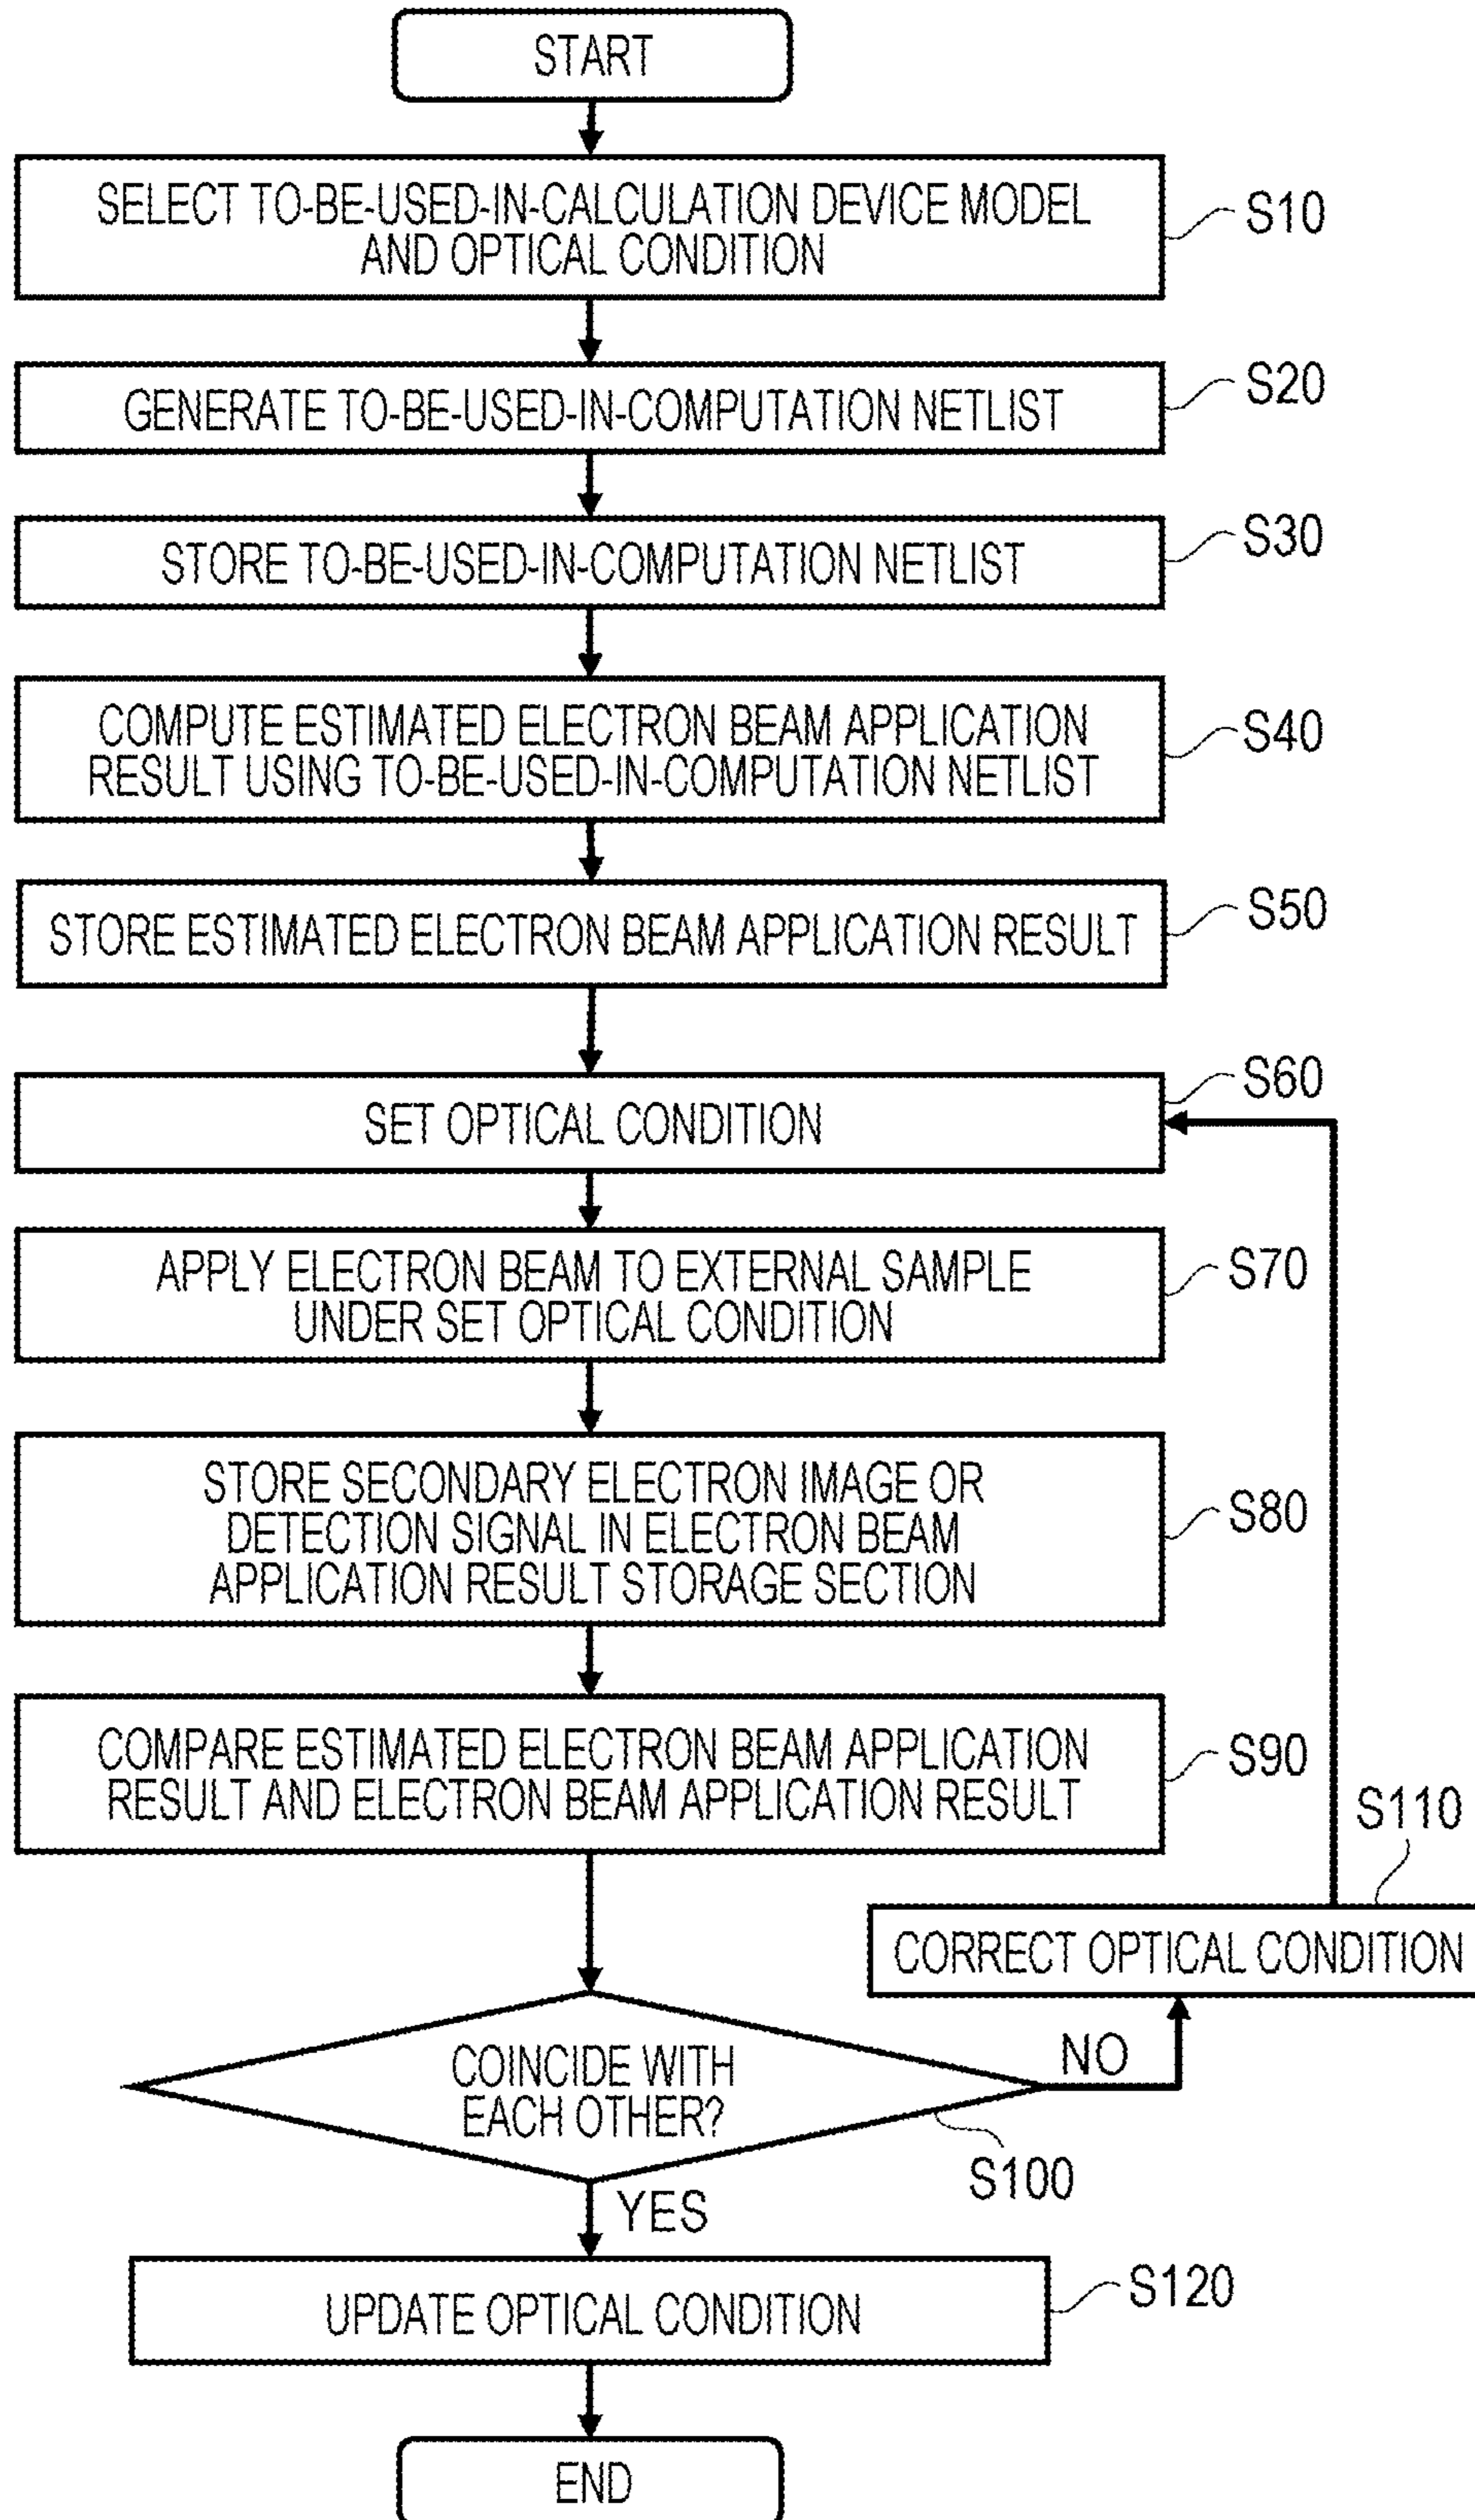 START
SELECT TO-BE-USED-IN-CALCULATION DEVICE MODEL
AND OPTICAL CONDITION
S10
GENERATE TO-BE-USED-IN-COMPUTATION NETLIST
S20
STORE TO-BE-USED-IN-COMPUTATION NETLIST
S30
COMPUTE ESTIMATED ELECTRON BEAM APPLICATION
RESULT USING TO-BE-USED-IN-COMPUTATION NETLIST
S40
STORE ESTIMATED ELECTRON BEAM APPLICATION RESULT
S50
SET OPTICAL CONDITION
S60
APPLY ELECTRON BEAM TO EXTERNAL SAMPLE
UNDER SET OPTICAL CONDITION
S70
STORE SECONDARY ELECTRON IMAGE OR
DETECTION SIGNAL IN ELECTRON BEAM
APPLICATION RESULT STORAGE SECTION
S80
COMPARE ESTIMATED ELECTRON BEAM APPLICATION
RESULT AND ELECTRON BEAM APPLICATION RESULT
S90
S110
CORRECT OPTICAL CONDITION
COINCIDE WITH
EACH OTHER?
NO
S100
YES
UPDATE OPTICAL CONDITION
S120
END